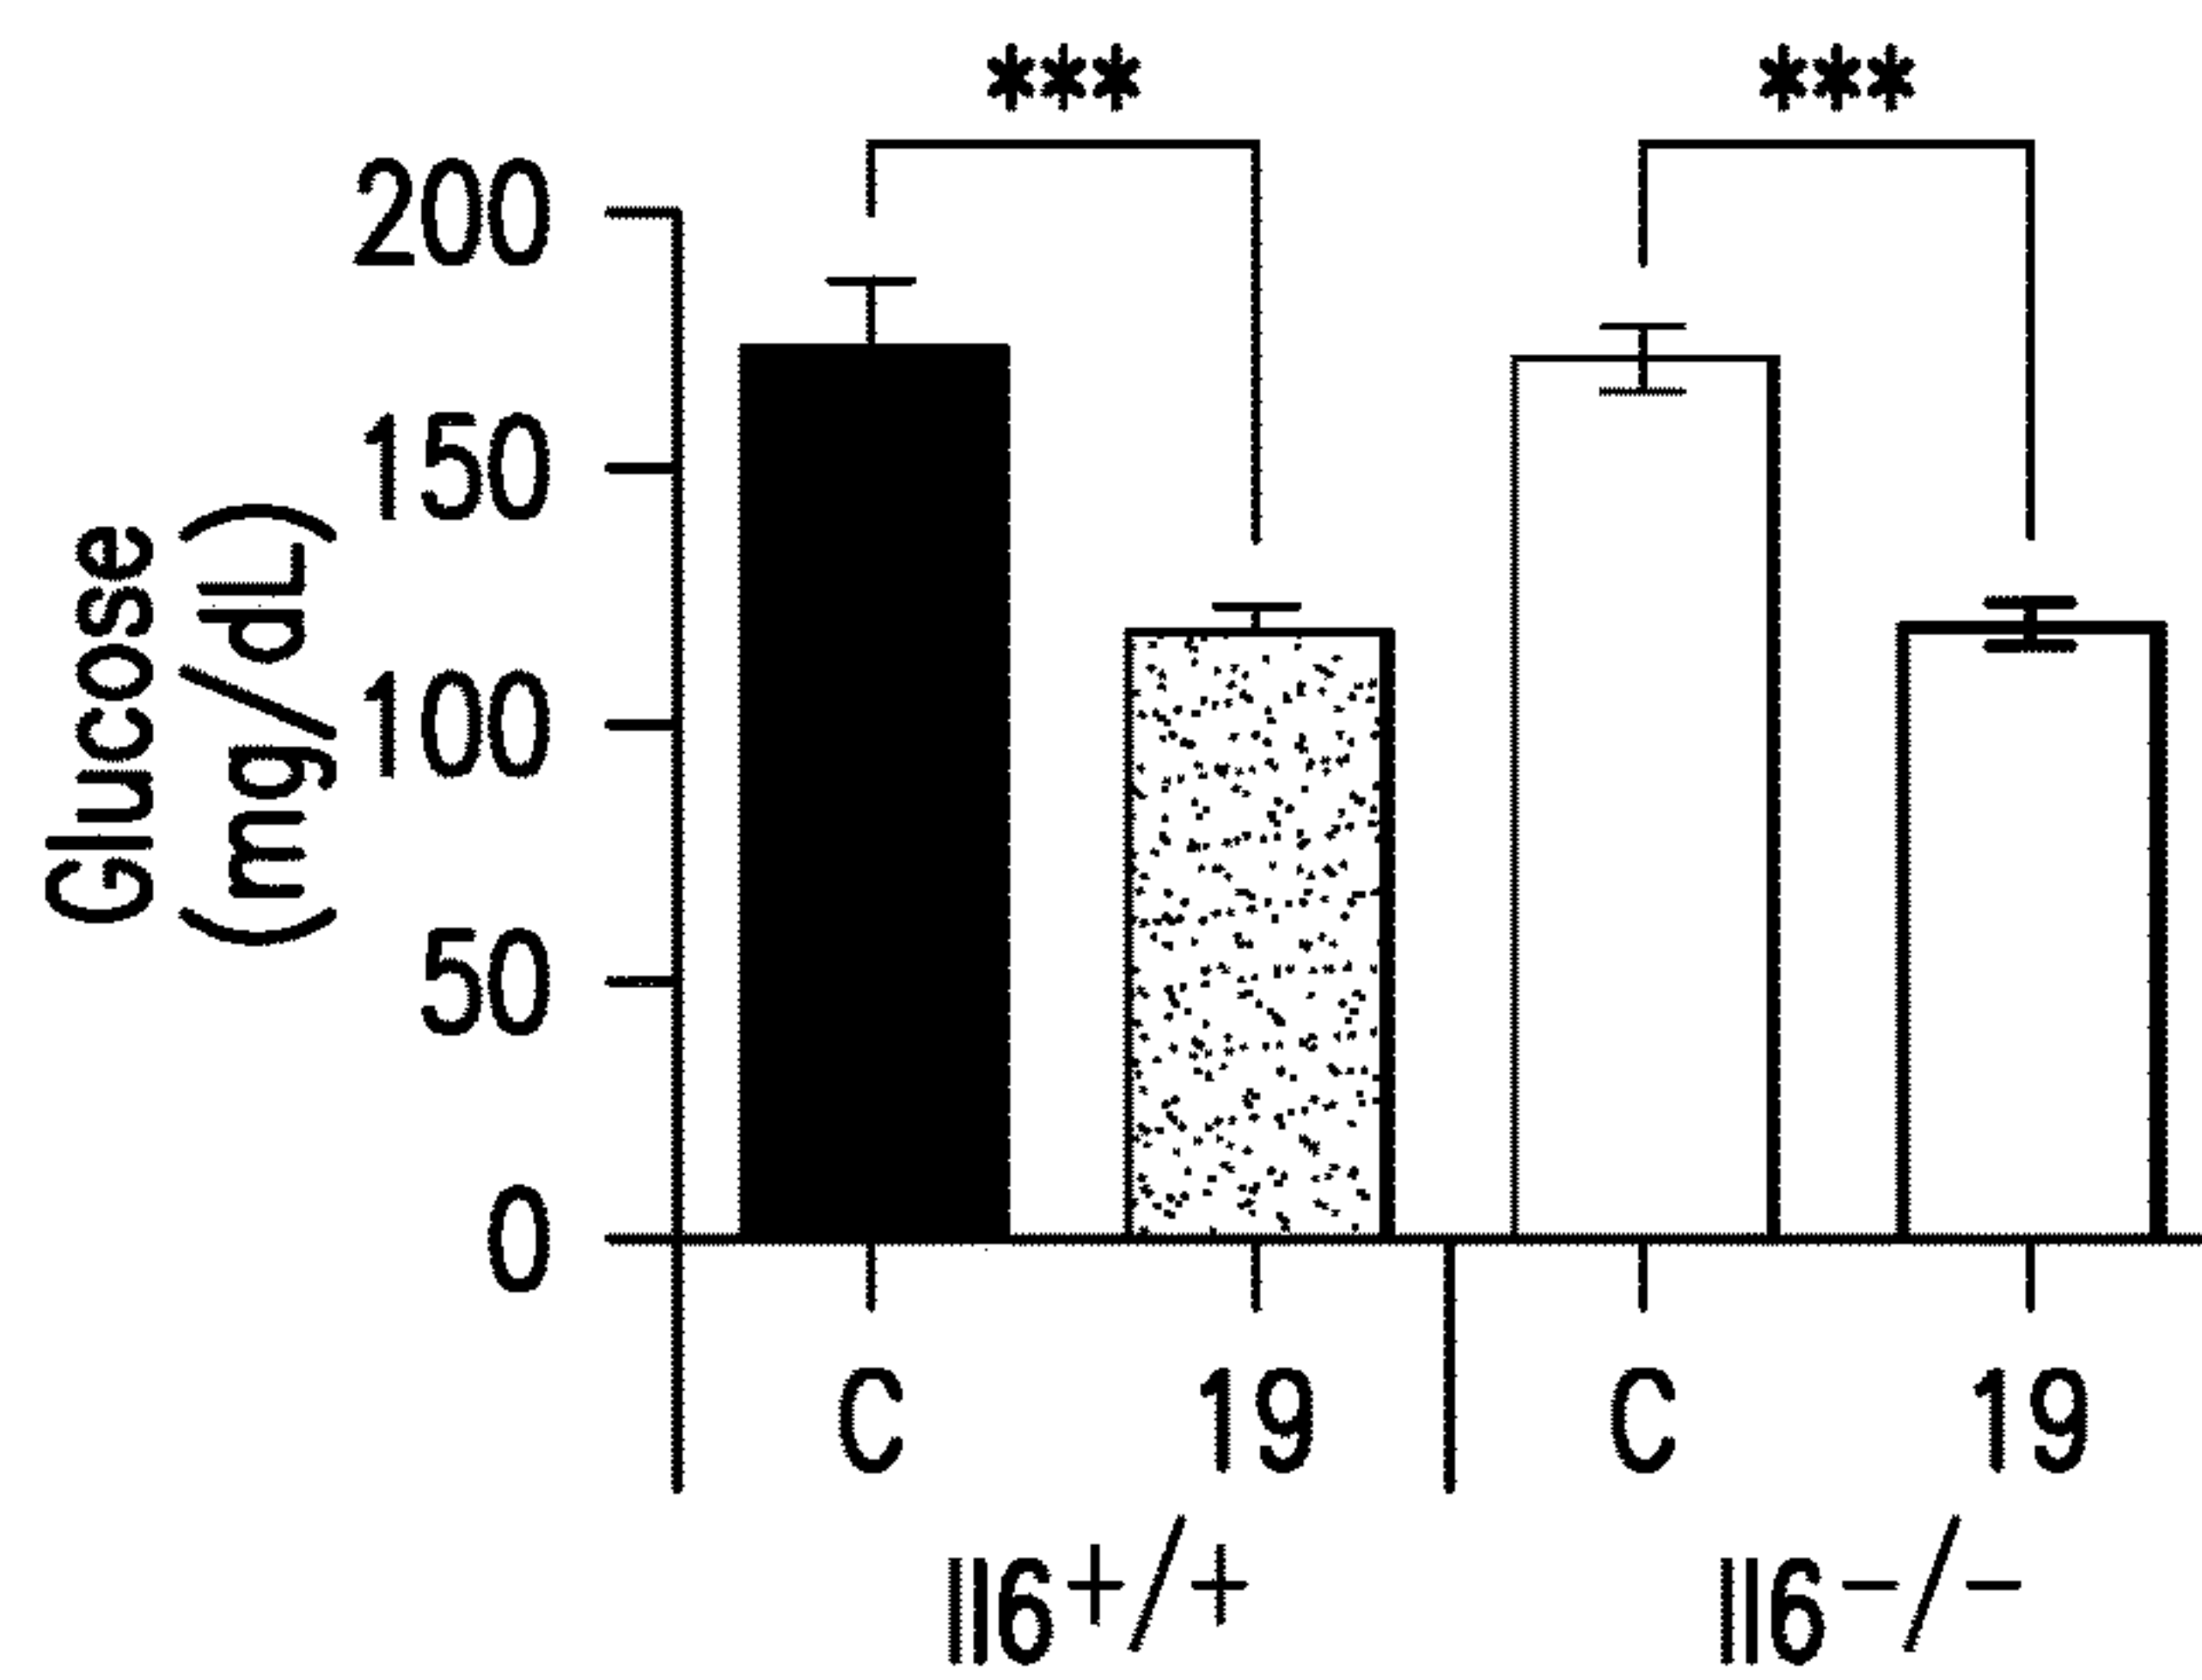 *** ***
200
150
100
50
0
Glucose
(mg/dL)
C 19 C 19
Il6+/+ Il6-/-